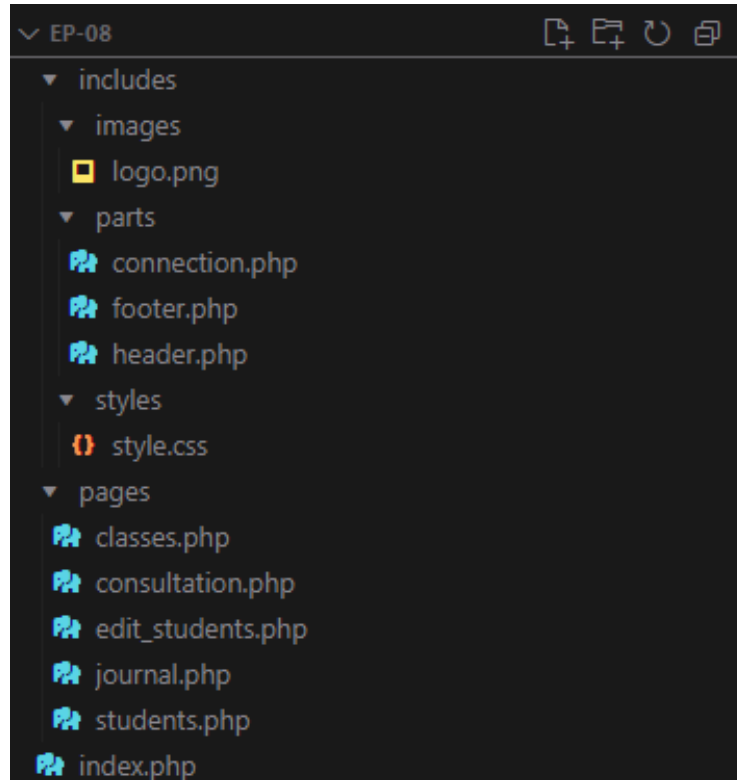 EP-08
includes
images
logo.png
parts
connection.php
footer.php
header.php
styles
style.css
pages
classes.php
consultation.php
edit_students.php
journal.php
students.php
index.php